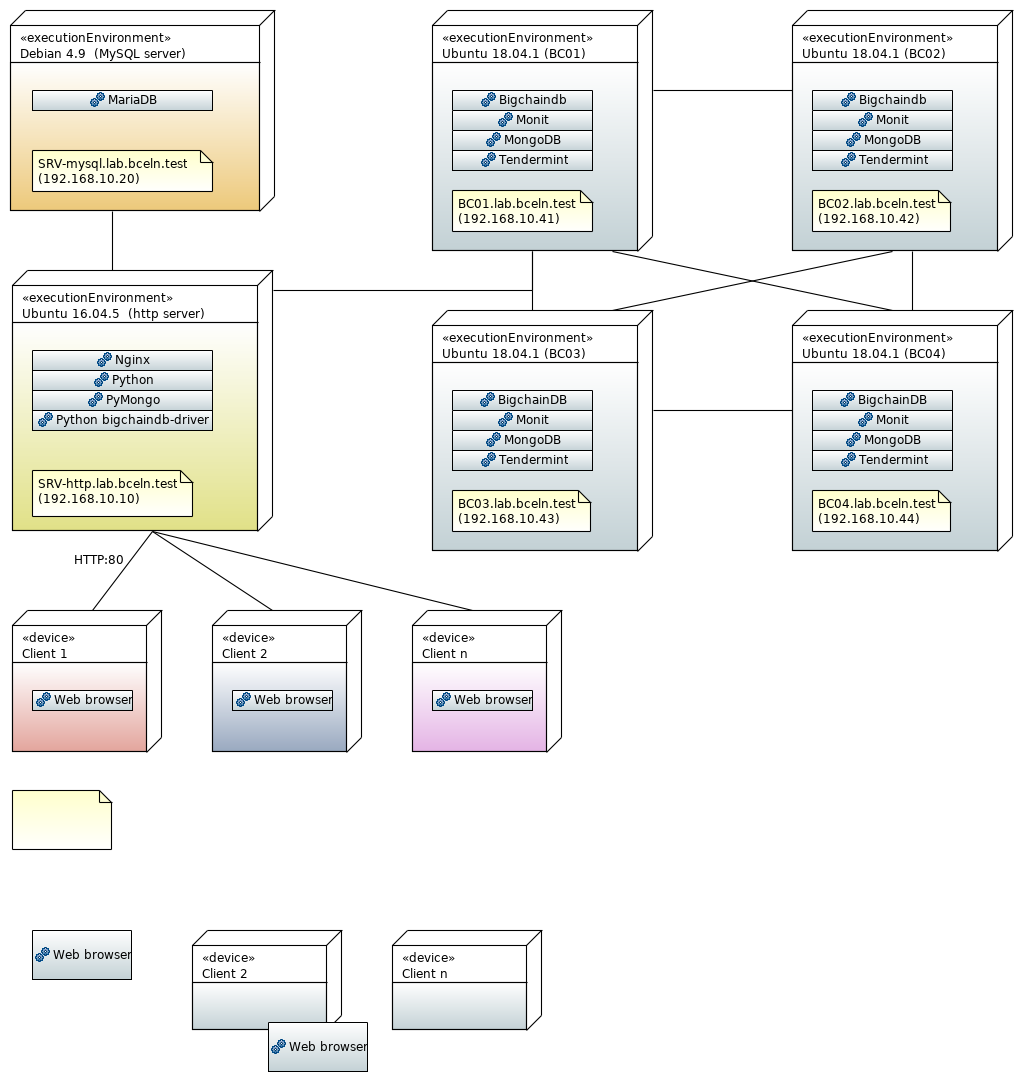 «executionEnvironment»
Debian 4.9  (MySQL server)
MariaDB
SRV-mysql.lab.bceln.test
(192.168.10.20)
«executionEnvironment»
Ubuntu 18.04.1 (BC01)
Bigchaindb
Monit
MongoDB
Tendermint
BC01.lab.bceln.test
(192.168.10.41)
«executionEnvironment»
Ubuntu 18.04.1 (BC02)
Bigchaindb
Monit
MongoDB
Tendermint
BC02.lab.bceln.test
(192.168.10.42)
«executionEnvironment»
Ubuntu 16.04.5  (http server)
Nginx
Python
PyMongo
Python bigchaindb-driver
SRV-http.lab.bceln.test
(192.168.10.10)
«executionEnvironment»
Ubuntu 18.04.1 (BC03)
BigchainDB
Monit
MongoDB
Tendermint
BC03.lab.bceln.test
(192.168.10.43)
«executionEnvironment»
Ubuntu 18.04.1 (BC04)
BigchainDB
Monit
MongoDB
Tendermint
BC04.lab.bceln.test
(192.168.10.44)
HTTP:80
«device»
Client 1
Web browser
«device»
Client 2
Web browser
«device»
Client n
Web browser
Web browser
«device»
Client 2
Web browser
«device»
Client n